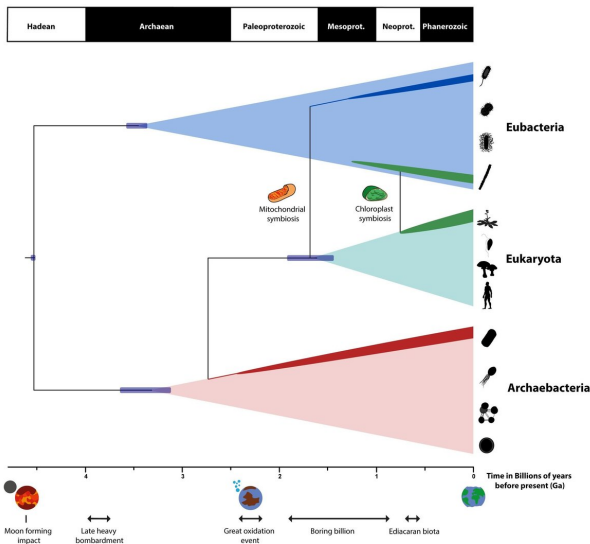 Hadean
Archaean
Paleoproterozoic
Mesoprot.
Neoprot.
Phanerozoic
Eubacteria
Mitochondrial
symbiosis
Chloroplast
symbiosis
Eukaryota
Archaebacteria
4
3
2
1
0
Time in Billions of years
before present (Ga)
Moon forming
impact
Late heavy
bombardment
Great oxidation
event
Boring billion
Ediacaran biota